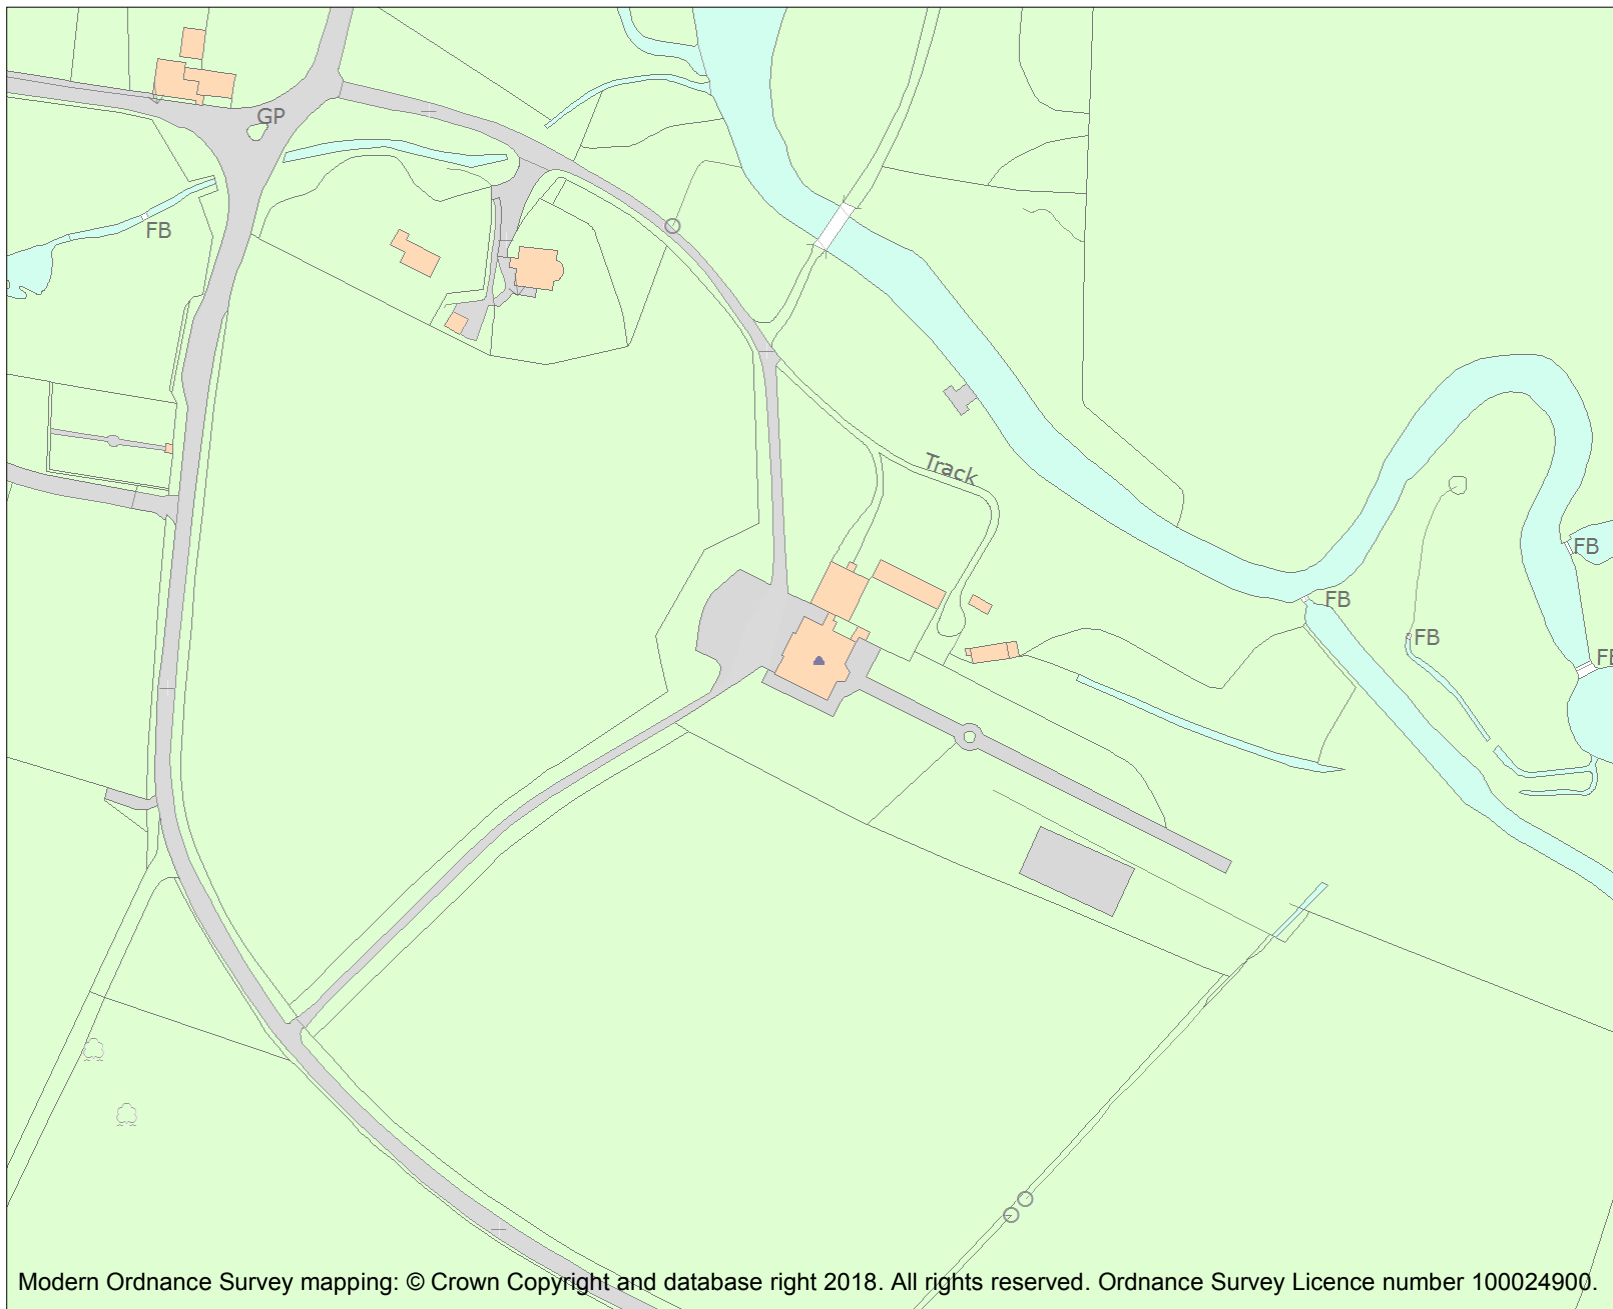 GP
FB
Track
FB
FB
FB
Modern Ordnance Survey mapping: © Crown Copyright and database right 2018. All rights reserved. Ordnance Survey Licence number 100024900.